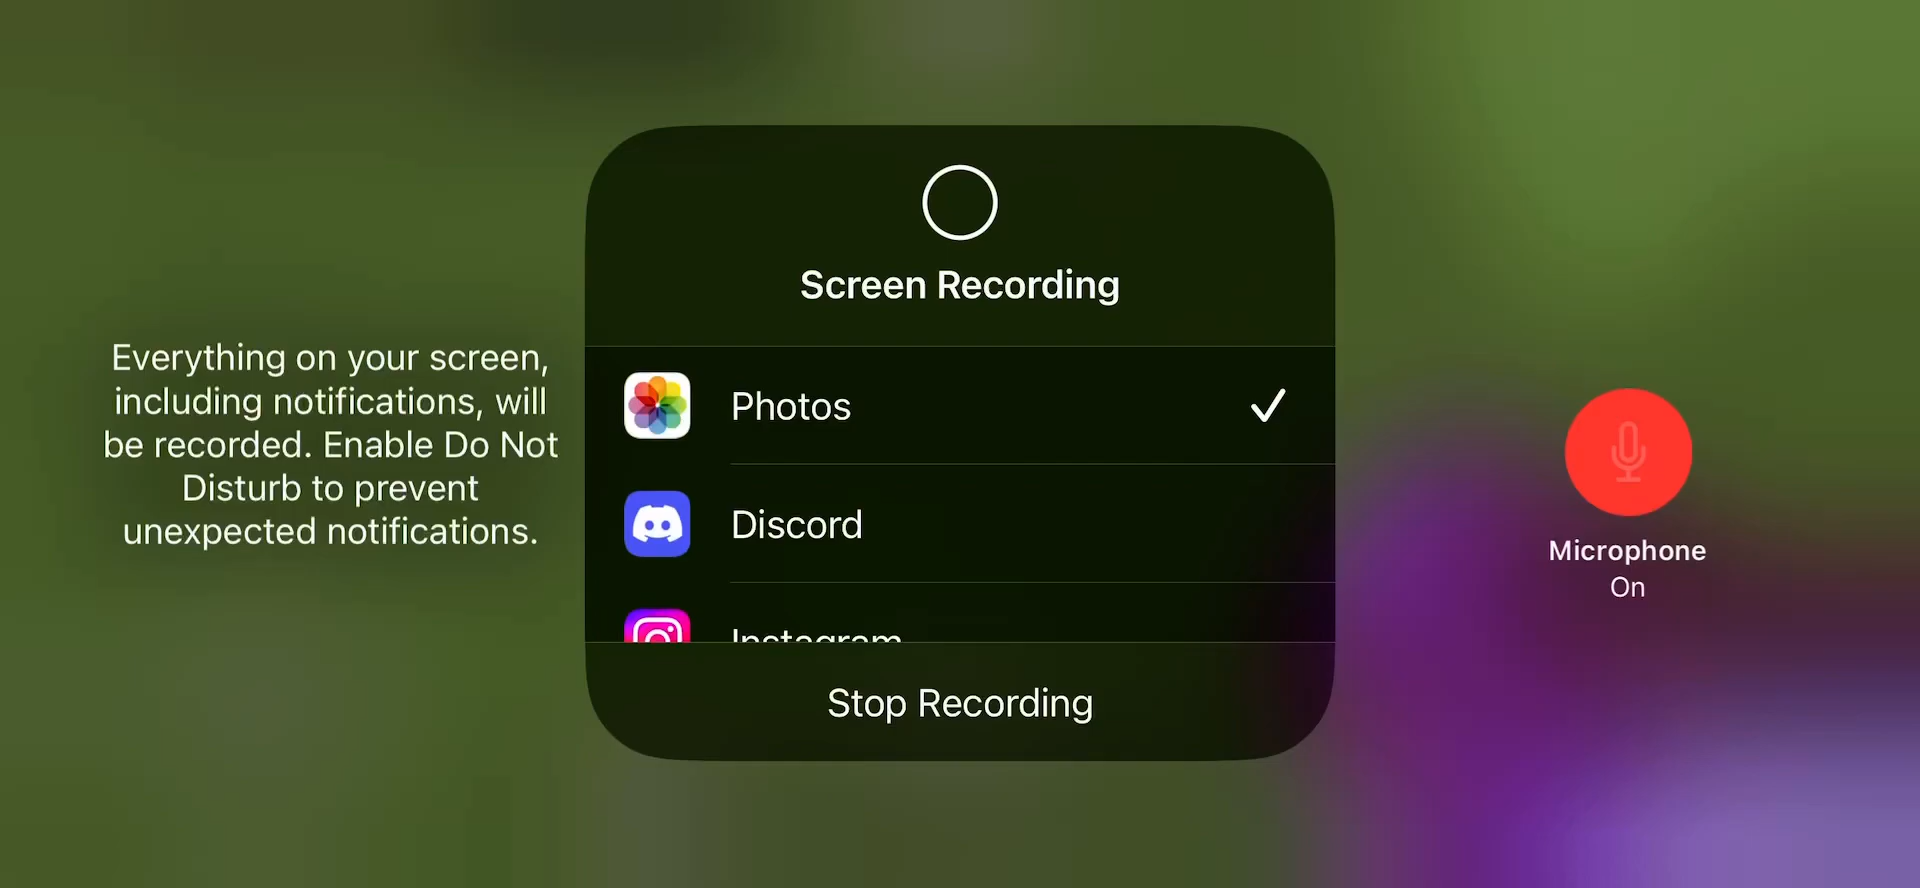 Screen Recording
Everything on your screen,
including notifications, will
be recorded. Enable Do Not
Disturb to prevent
unexpected notifications.
Photos
Discord
Instagram
Stop Recording
Microphone
On